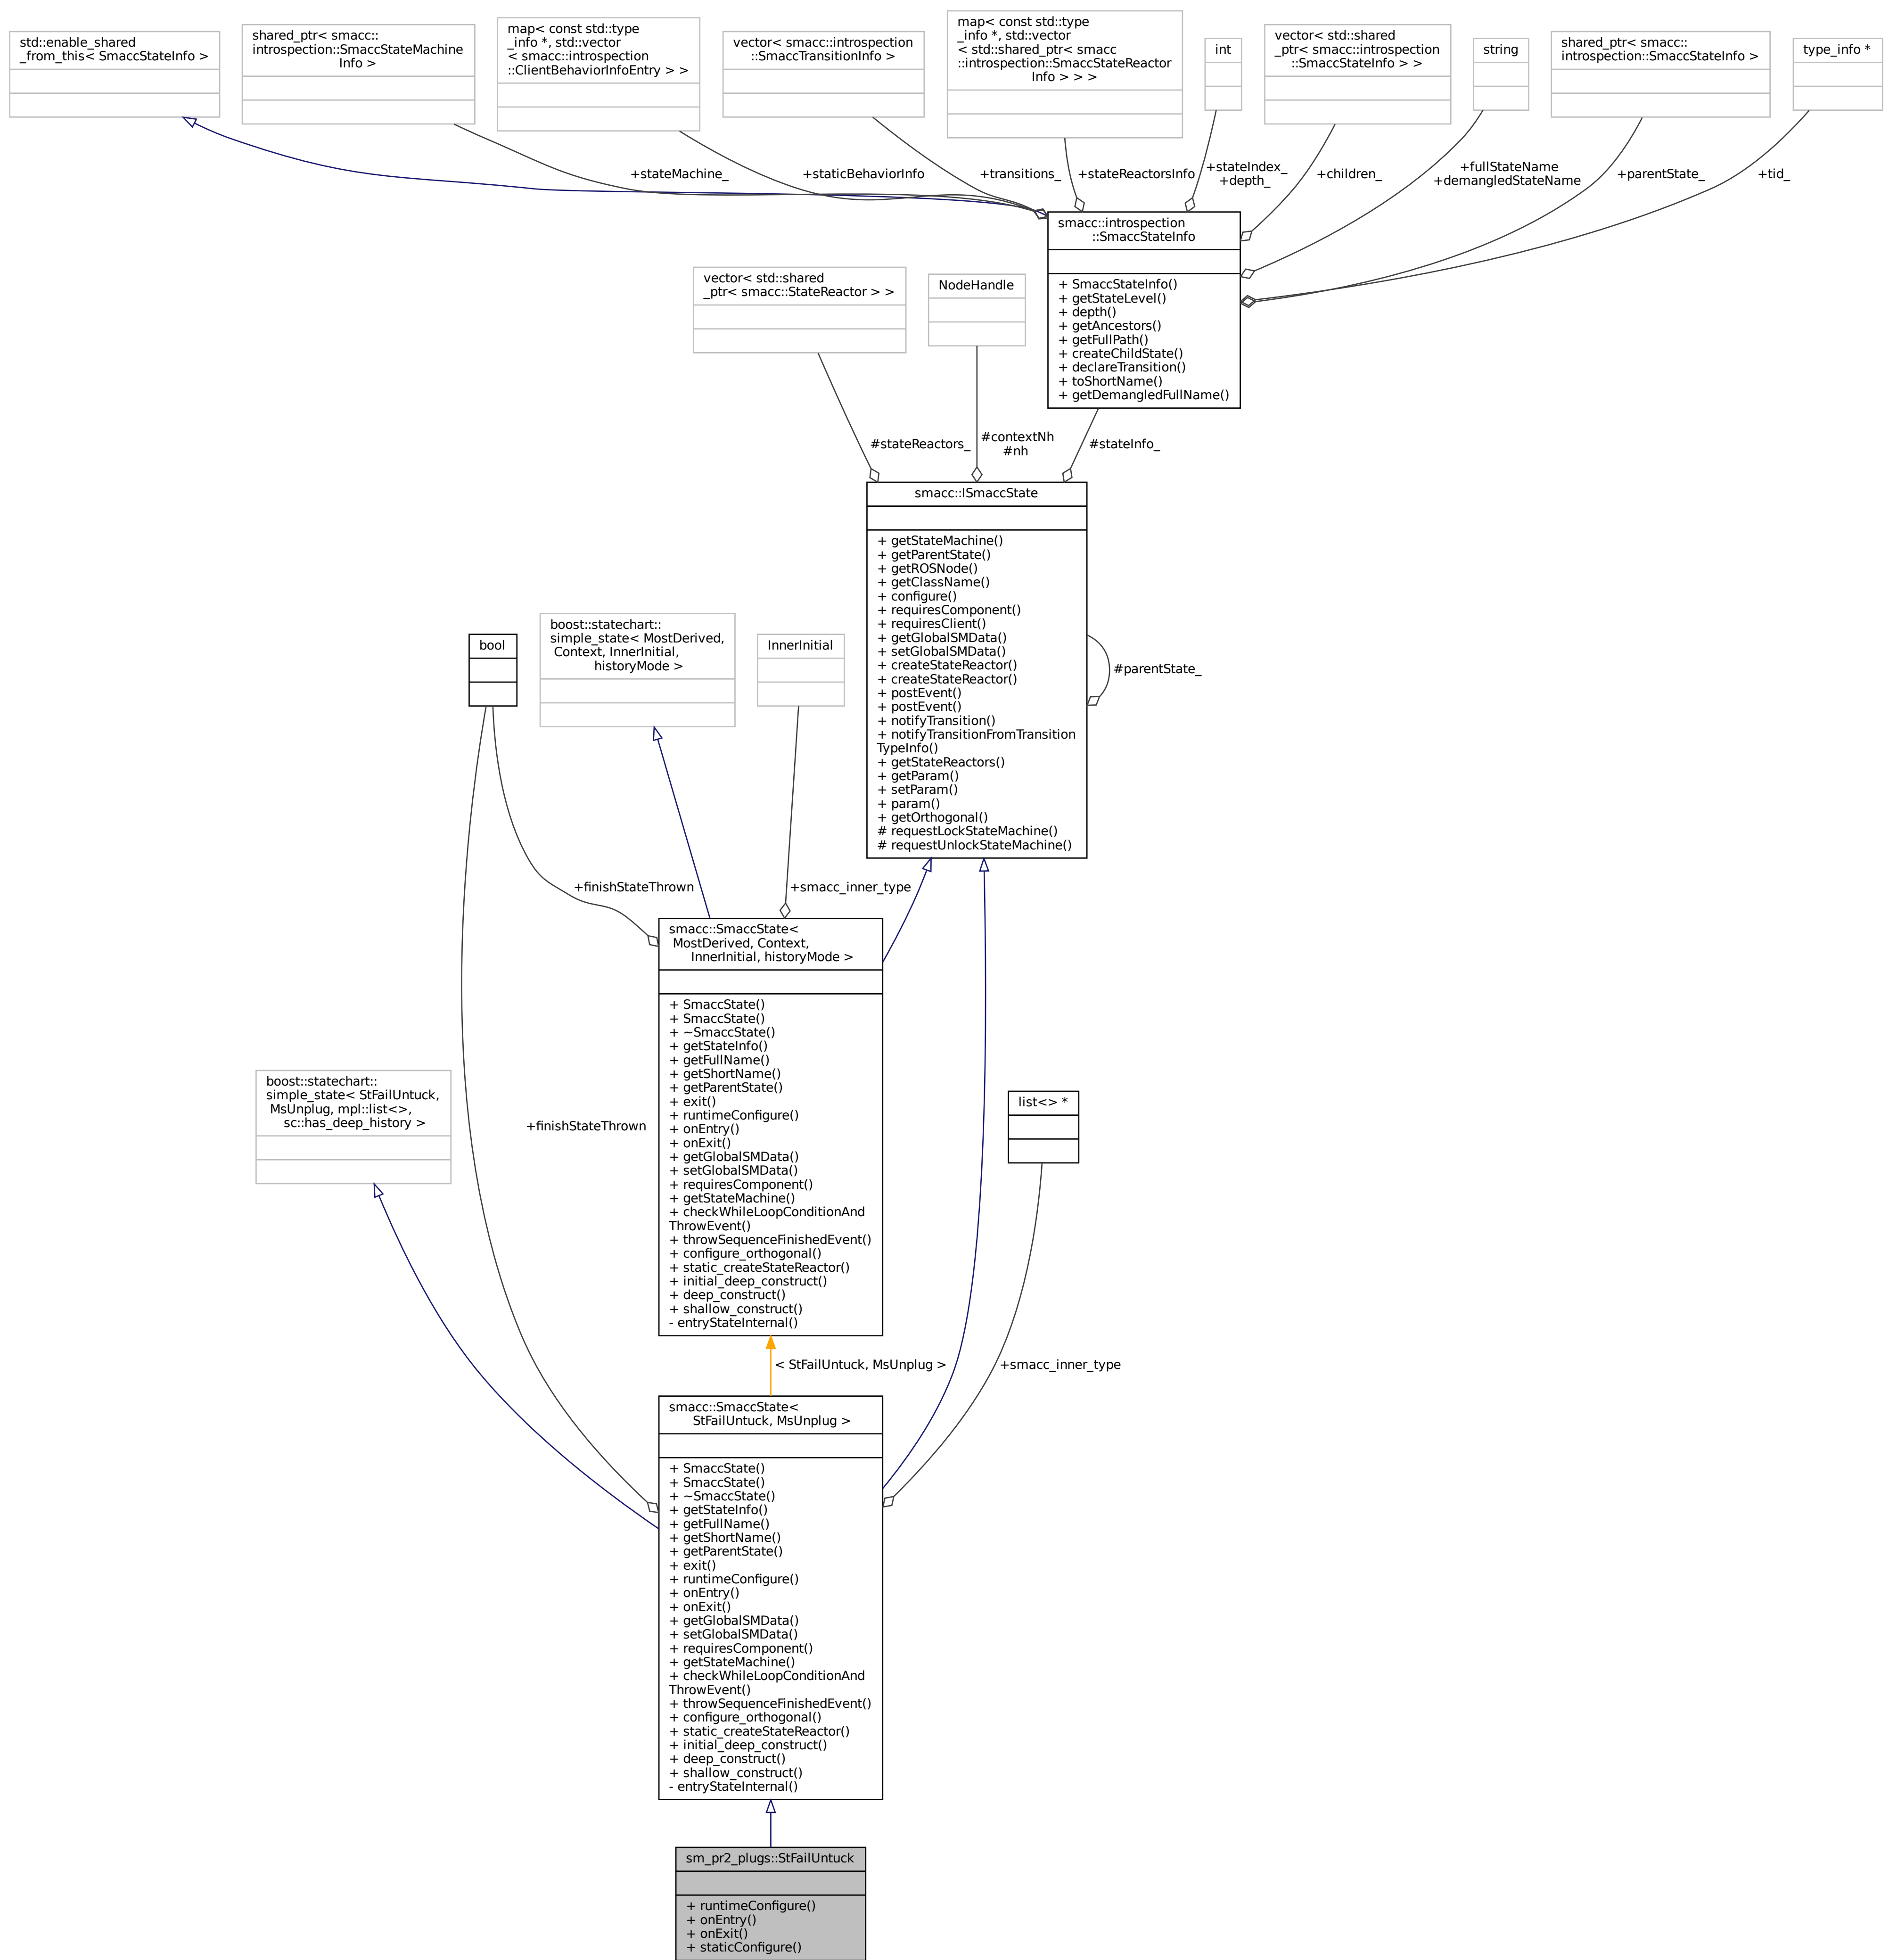 std::enable_shared
_from_this< SmaccStateInfo >
shared_ptr< smacc::
introspection::SmaccStateMachine
Info >
map< const std::type
_info *, std::vector
< smacc::introspection
::ClientBehaviorInfoEntry > >
vector< smacc::introspection
::SmaccTransitionInfo >
map< const std::type
_info *, std::vector
< std::shared_ptr< smacc
::introspection::SmaccStateReactor
Info > > >
int
vector< std::shared
_ptr< smacc::introspection
::SmaccStateInfo > >
string
shared_ptr< smacc::
introspection::SmaccStateInfo >
type_info *
+stateMachine_
+staticBehaviorInfo
+transitions_
+stateReactorsInfo
+stateIndex_
+depth_
+children_
+fullStateName
+demangledStateName
+parentState_
+tid_
smacc::introspection
::SmaccStateInfo
+ SmaccStateInfo()
+ getStateLevel()
+ depth()
+ getAncestors()
+ getFullPath()
+ createChildState()
+ declareTransition()
+ toShortName()
+ getDemangledFullName()
vector< std::shared
_ptr< smacc::StateReactor > >
NodeHandle
#stateReactors_
#contextNh
#nh
#stateInfo_
smacc::ISmaccState
+ getStateMachine()
+ getParentState()
+ getROSNode()
+ getClassName()
+ configure()
+ requiresComponent()
+ requiresClient()
+ getGlobalSMData()
+ setGlobalSMData()
+ createStateReactor()
+ createStateReactor()
+ postEvent()
+ postEvent()
+ notifyTransition()
+ notifyTransitionFromTransition
TypeInfo()
+ getStateReactors()
+ getParam()
+ setParam()
+ param()
+ getOrthogonal()
# requestLockStateMachine()
# requestUnlockStateMachine()
#parentState_
bool
boost::statechart::
simple_state< MostDerived,
Context, InnerInitial,
historyMode >
InnerInitial
+finishStateThrown
+smacc_inner_type
smacc::SmaccState<
MostDerived, Context,
InnerInitial, historyMode >
+ SmaccState()
+ SmaccState()
+ ~SmaccState()
+ getStateInfo()
+ getFullName()
+ getShortName()
+ getParentState()
+ exit()
+ runtimeConfigure()
+ onEntry()
+ onExit()
+ getGlobalSMData()
+ setGlobalSMData()
+ requiresComponent()
+ getStateMachine()
+ checkWhileLoopConditionAnd
ThrowEvent()
+ throwSequenceFinishedEvent()
+ configure_orthogonal()
+ static_createStateReactor()
+ initial_deep_construct()
+ deep_construct()
+ shallow_construct()
- entryStateInternal()
boost::statechart::
simple_state< StFailUntuck,
MsUnplug, mpl::list<>,
sc::has_deep_history >
+finishStateThrown
list<> *
< StFailUntuck, MsUnplug >
+smacc_inner_type
smacc::SmaccState<
StFailUntuck, MsUnplug >
+ SmaccState()
+ SmaccState()
+ ~SmaccState()
+ getStateInfo()
+ getFullName()
+ getShortName()
+ getParentState()
+ exit()
+ runtimeConfigure()
+ onEntry()
+ onExit()
+ getGlobalSMData()
+ setGlobalSMData()
+ requiresComponent()
+ getStateMachine()
+ checkWhileLoopConditionAnd
ThrowEvent()
+ throwSequenceFinishedEvent()
+ configure_orthogonal()
+ static_createStateReactor()
+ initial_deep_construct()
+ deep_construct()
+ shallow_construct()
- entryStateInternal()
sm_pr2_plugs::StFailUntuck
+ runtimeConfigure()
+ onEntry()
+ onExit()
+ staticConfigure()